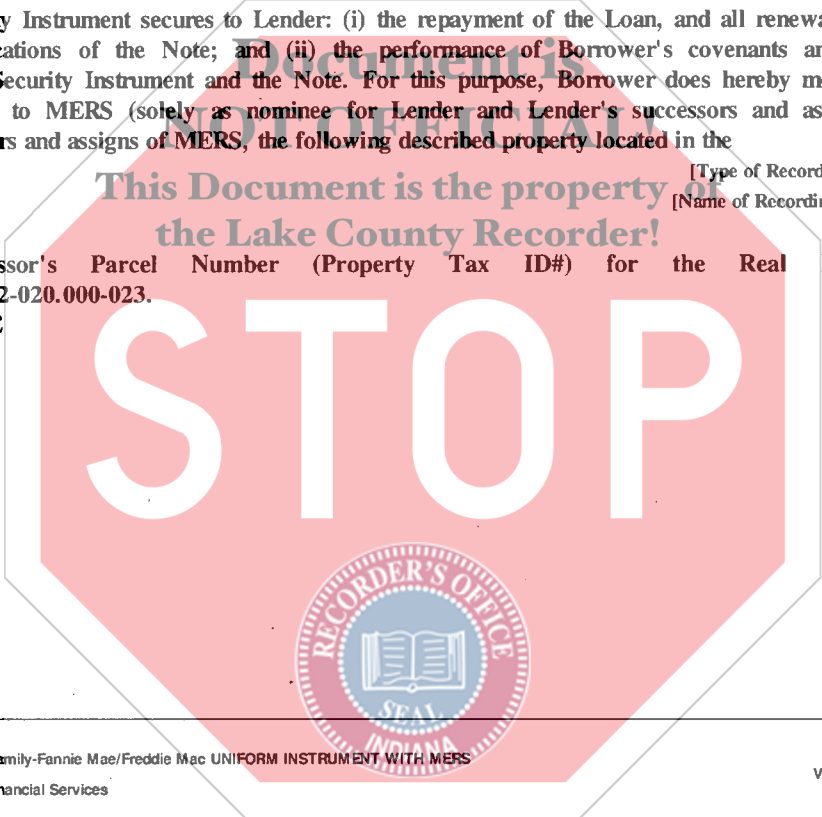 y Instrument secures to Lender: (i) the repayment of the Loan, and all renewa
cations of the Note; and (ii) the performance of Borrower's covenants an
Security Instrument and the Note. For this purpose, Borrower does hereby m
to MERS (solely as nominee for Lender and Lender's successors and as
rs and assigns of MERS, the following described property located in the
[Type of Record
[Name of Recordin
ssor's Parcel Number (Property Tax ID#) for the Real
2-020.000-023.
Document is
NOT OFFICIAL!
This Document is the property of
the Lake County Recorder!
STOP
RECORDER'S OFFICE
SEAL
INDIANA
amily-Fannie Mae/Freddie Mac UNIFORM INSTRUMENT WITH MERS
nancial Services
V